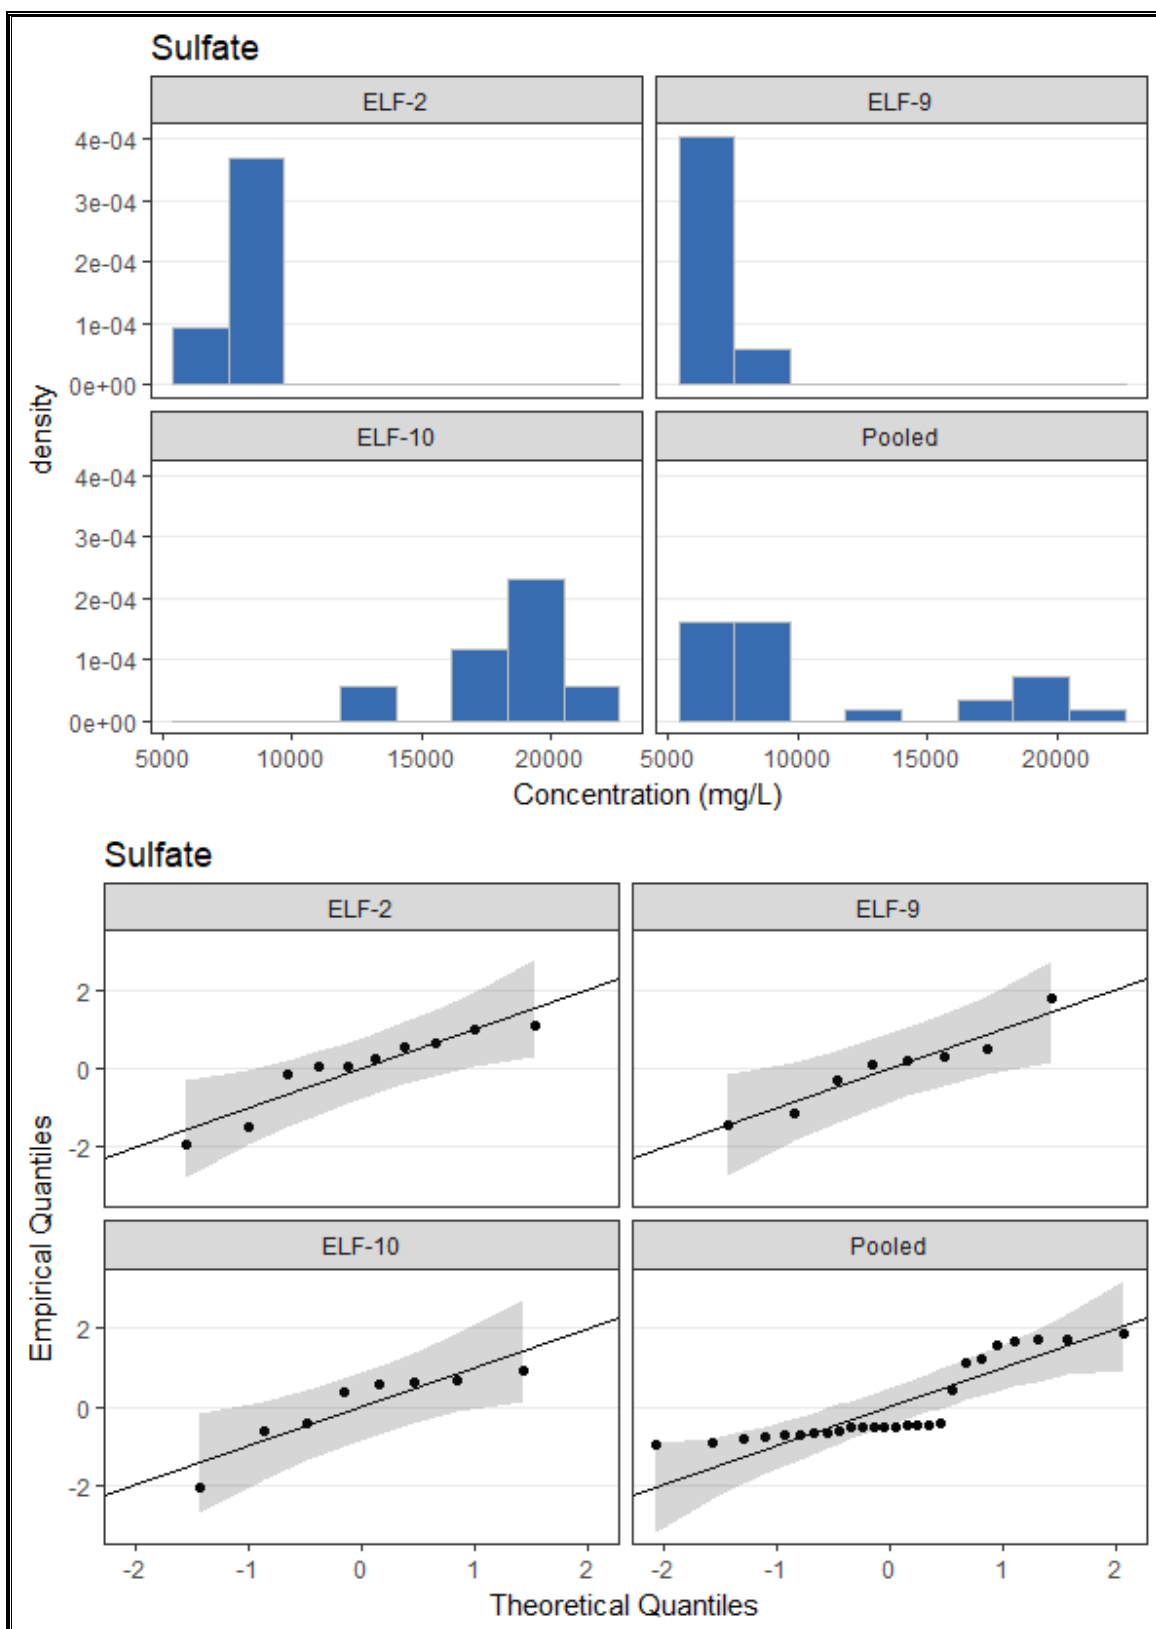 Sulfate
ELF-2 ELF-9
4e-04
3e-04
2e-04
1e-04
0e+00
ELF-10 Pooled
4e-04
3e-04
2e-04
1e-04
0e+00
density
5000 10000 15000 20000 5000 10000 15000 20000
Concentration (mg/L)
Sulfate
ELF-2 ELF-9
2
0
-2
ELF-10 Pooled
2
0
-2
Empirical Quantiles
-2 -1 0 1 2 -2 -1 0 1 2
Theoretical Quantiles